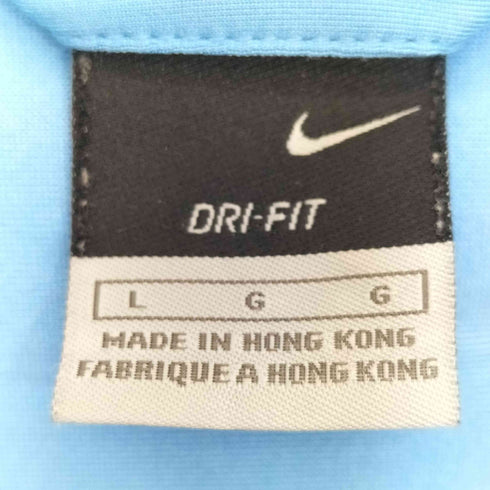 DRI-FIT
L G G
MADE IN HONG KONG
FABRIQUE A HONG KONG